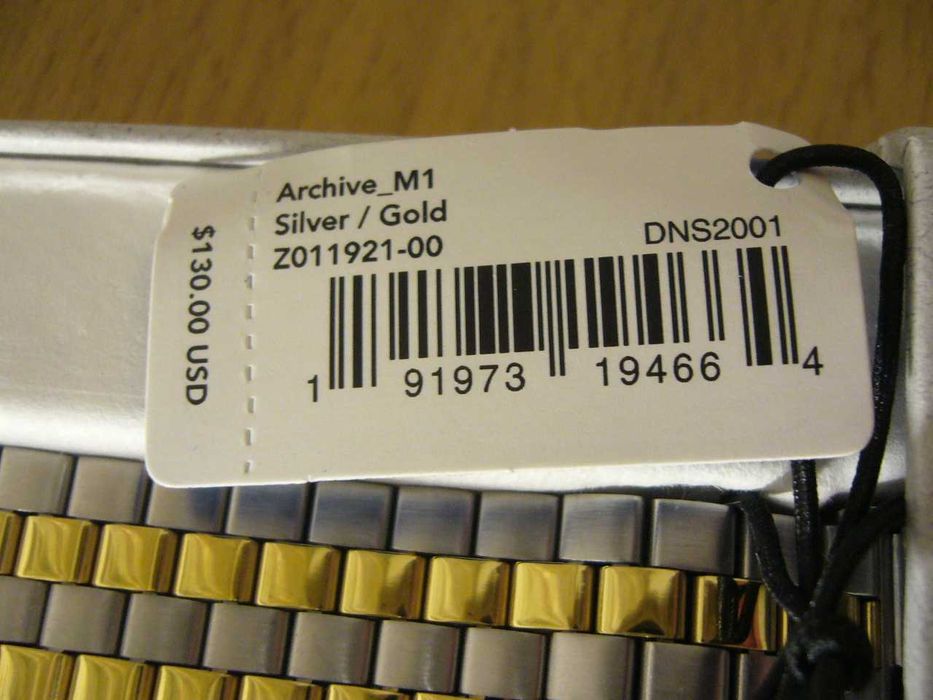 Archive_M1
Silver / Gold
Z011921-00
DNS2001
1 91973 19466 4
$130.00 USD